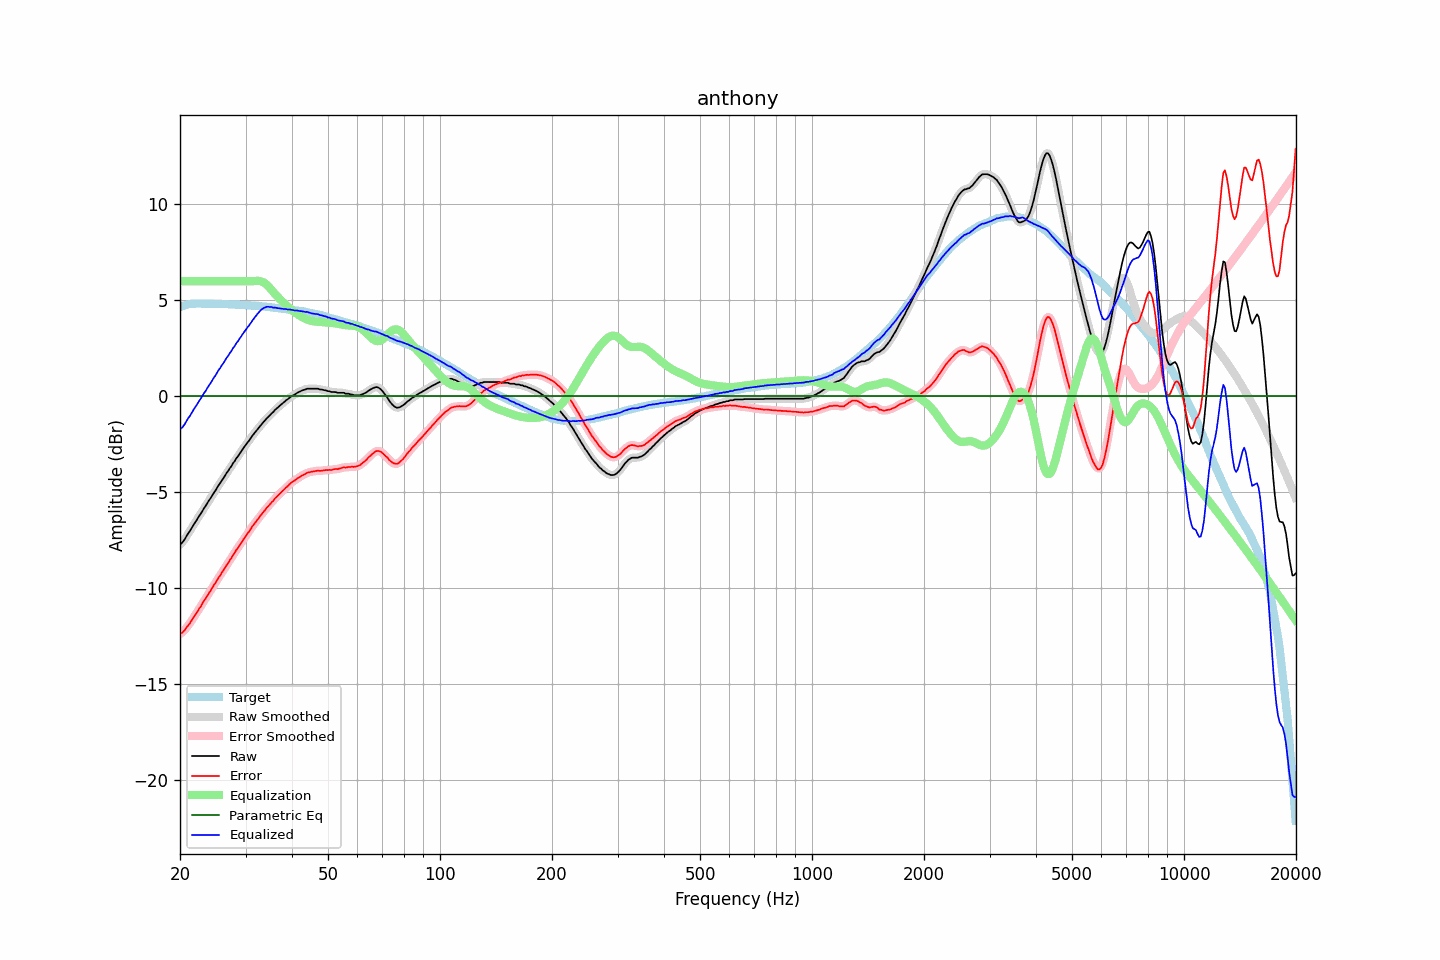 anthony
Amplitude (dBr)
10
5
0
−5
−10
−15
−20
Target
Raw Smoothed
Error Smoothed
Raw
Error
Equalization
Parametric Eq
Equalized
20 50 100 200 500 1000 2000 5000 10000 20000
Frequency (Hz)